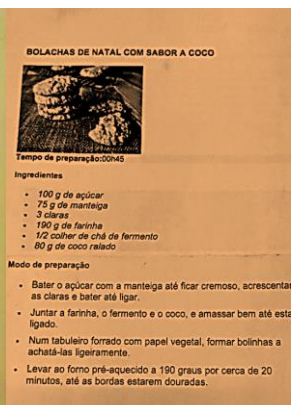 BOLACHAS DE NATAL COM SABOR A COCO
Tempo de preparação:00h45
Ingredientes
• 100 g de açúcar
• 75 g de manteiga
• 3 claras
• 190 g de farinha
• 1/2 colher de chá de fermento
• 80 g de coco ralado
Modo de preparação
• Bater o açúcar com a manteiga até ficar cremoso, acrescentar
as claras e bater até ligar.
• Juntar a farinha, o fermento e o coco, e amassar bem até esta
ligado.
• Num tabuleiro forrado com papel vegetal, formar bolinhas a
achatá-las ligeiramente.
• Levar ao forno pré-aquecido a 190 graus por cerca de 20
minutos, até as bordas estarem douradas.